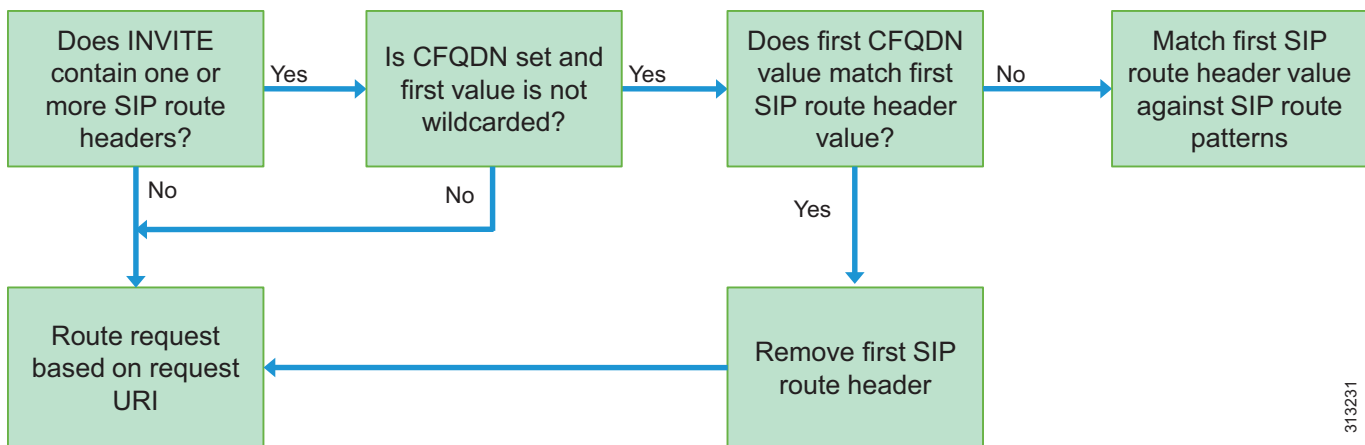 Does INVITE
contain one or
more SIP route
headers?
Yes
Is CFQDN set and
first value is not
wildcarded?
Yes
Does first CFQDN
value match first
SIP route header
value?
No
Match first SIP
route header value
against SIP route
patterns
No
No
Yes
Route request
based on request
URI
Remove first SIP
route header
313231